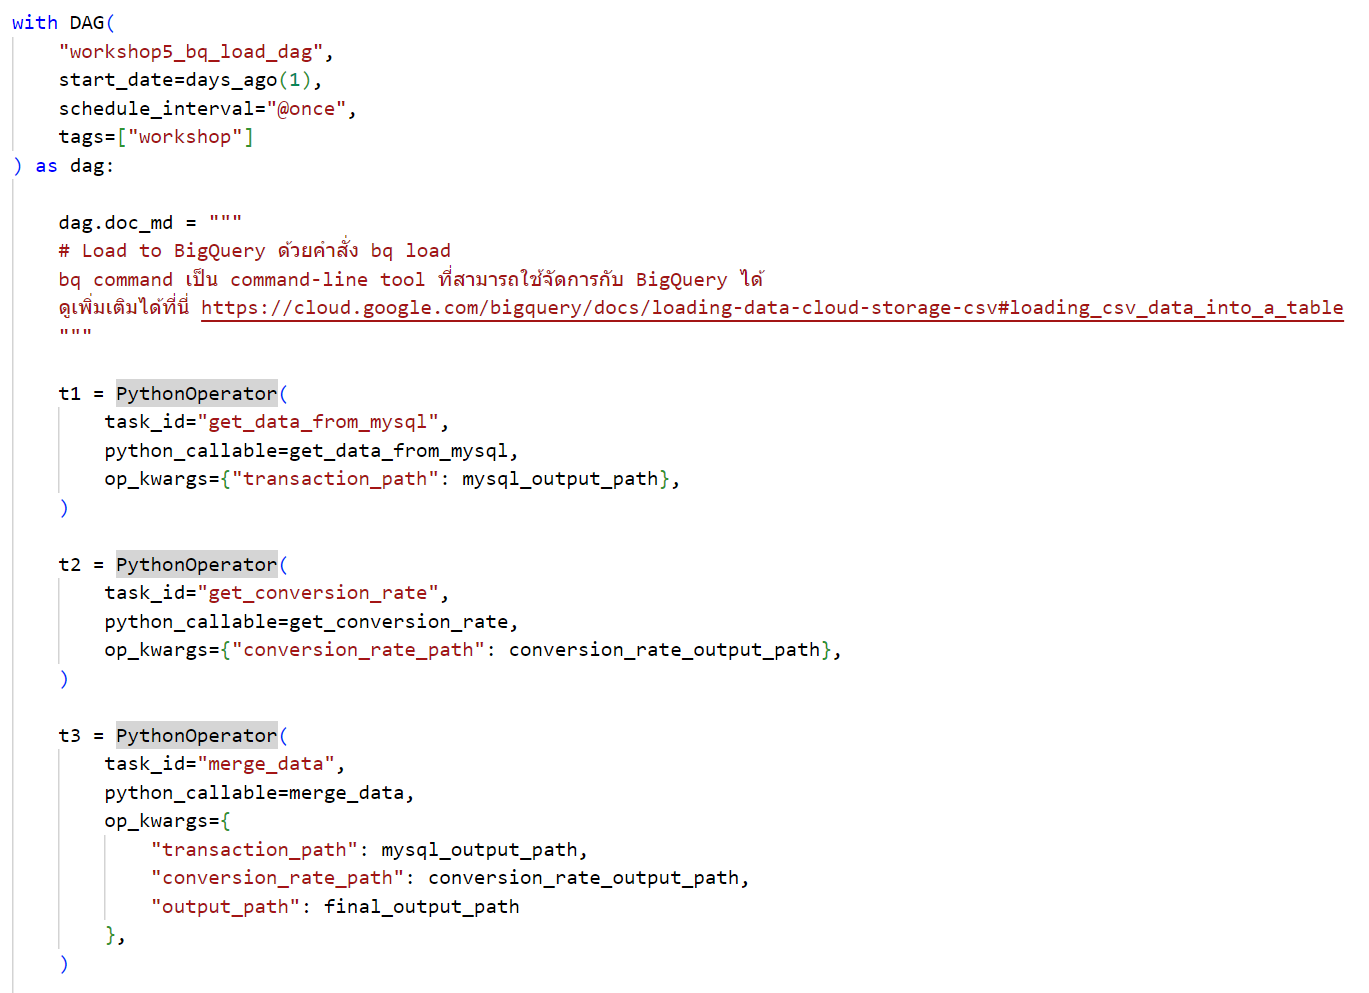 with DAG(
    "workshop5_bq_load_dag",
    start_date=days_ago(1),
    schedule_interval="@once",
    tags=["workshop"]
) as dag:
    dag.doc_md = """
    # Load to BigQuery ด้วยคำสั่ง bq load
    bq command เป็น command-line tool ที่สามารถใช้จัดการกับ BigQuery ได้
    ดูเพิ่มเติมได้ที่นี่ https://cloud.google.com/bigquery/docs/loading-data-cloud-storage-csv#loading_csv_data_into_a_table
    """
    t1 = PythonOperator(
        task_id="get_data_from_mysql",
        python_callable=get_data_from_mysql,
        op_kwargs={"transaction_path": mysql_output_path},
    )
    t2 = PythonOperator(
        task_id="get_conversion_rate",
        python_callable=get_conversion_rate,
        op_kwargs={"conversion_rate_path": conversion_rate_output_path},
    )
    t3 = PythonOperator(
        task_id="merge_data",
        python_callable=merge_data,
        op_kwargs={
            "transaction_path": mysql_output_path,
            "conversion_rate_path": conversion_rate_output_path,
            "output_path": final_output_path
        },
    )